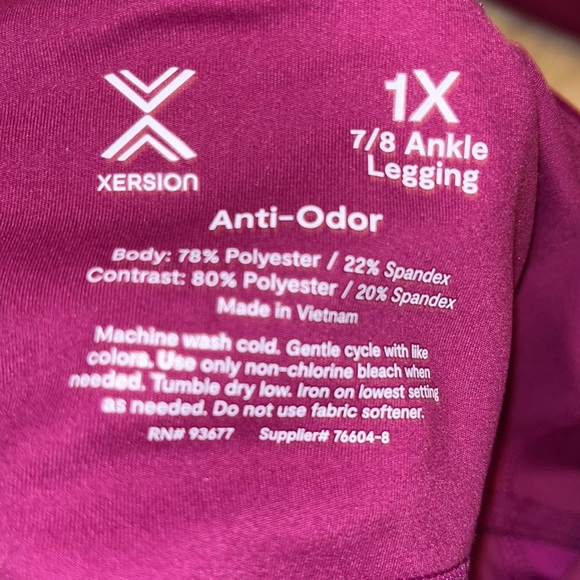 XERSION
1X
7/8 Ankle
Legging
Anti-Odor
Body: 78% Polyester / 22% Spandex
Contrast: 80% Polyester / 20% Spandex
Made in Vietnam
Machine wash cold. Gentle cycle with like
colors. Use only non-chlorine bleach when
needed. Tumble dry low. Iron on lowest setting
as needed. Do not use fabric softener.
RN# 93677 Supplier# 76604-8